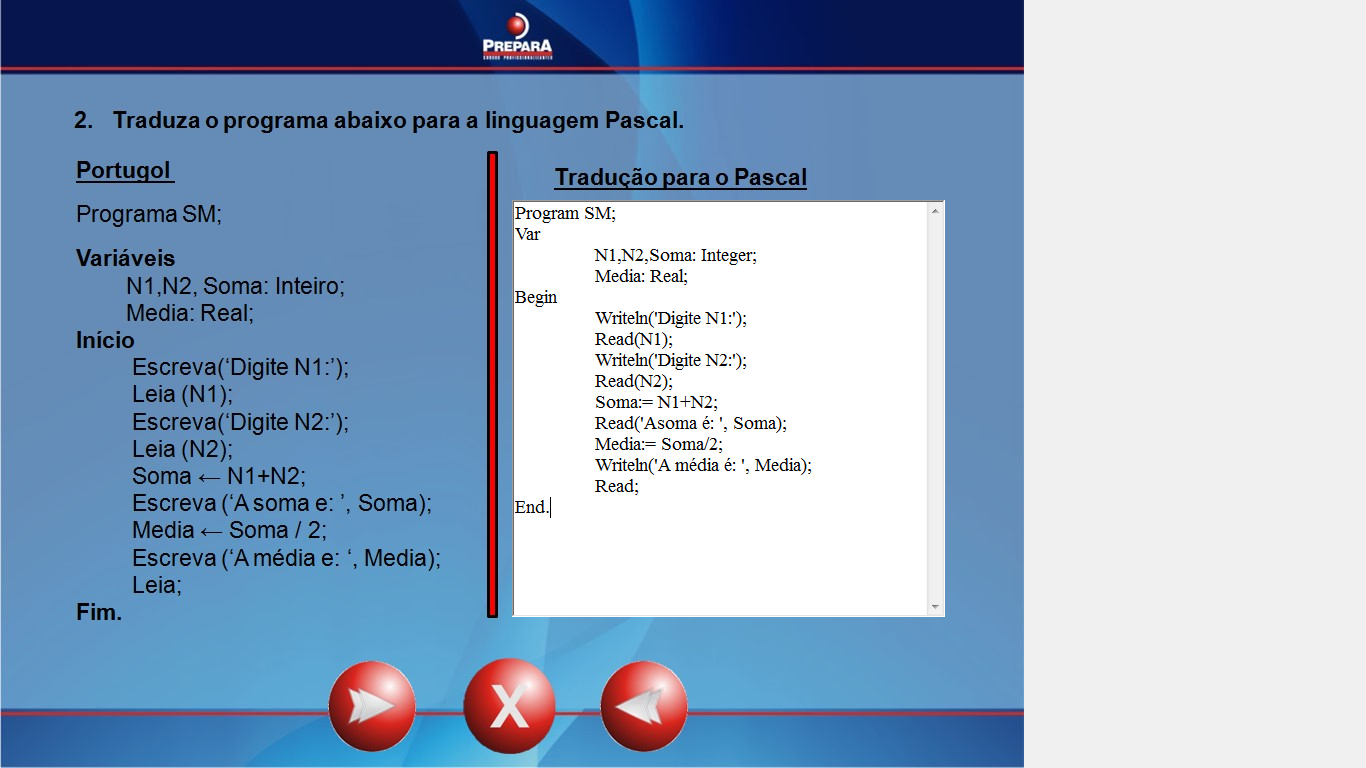 PREPARA
CURSOS PROFISSIONALIZANTES
2. Traduza o programa abaixo para a linguagem Pascal.
Portugol
Programa SM;
Variáveis
N1,N2, Soma: Inteiro;
Media: Real;
Início
Escreva(‘Digite N1:’);
Leia (N1);
Escreva(‘Digite N2:’);
Leia (N2);
Soma ← N1+N2;
Escreva (‘A soma e: ’, Soma);
Media ← Soma / 2;
Escreva (‘A média e: ‘, Media);
Leia;
Fim.
Tradução para o Pascal
Program SM;
Var
N1,N2,Soma: Integer;
Media: Real;
Begin
Writeln('Digite N1:');
Read(N1);
Writeln('Digite N2:');
Read(N2);
Soma:= N1+N2;
Read('Asoma é: ', Soma);
Media:= Soma/2;
Writeln('A média é: ', Media);
Read;
End.
X